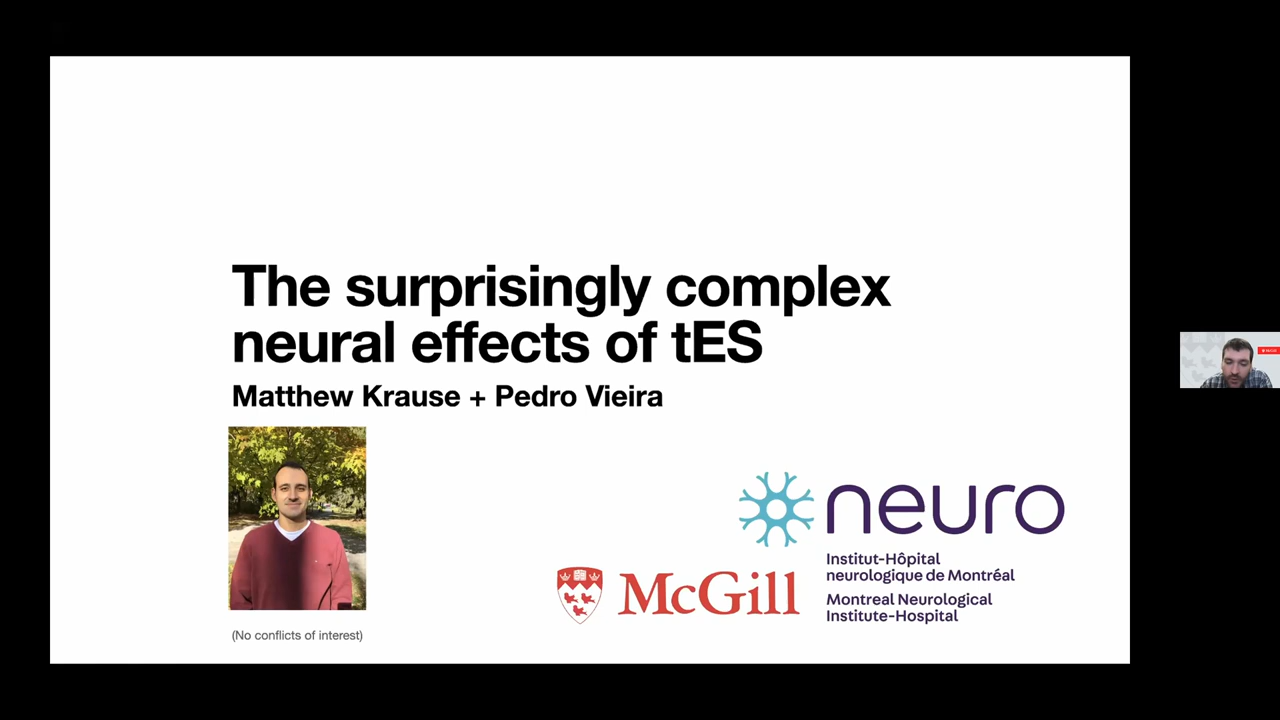 The surprisingly complex
neural effects of tES
Matthew Krause + Pedro Vieira
neuro
Institut-Hôpital
neurologique de Montréal
McGill
Montreal Neurological
Institute-Hospital
(No conflicts of interest)